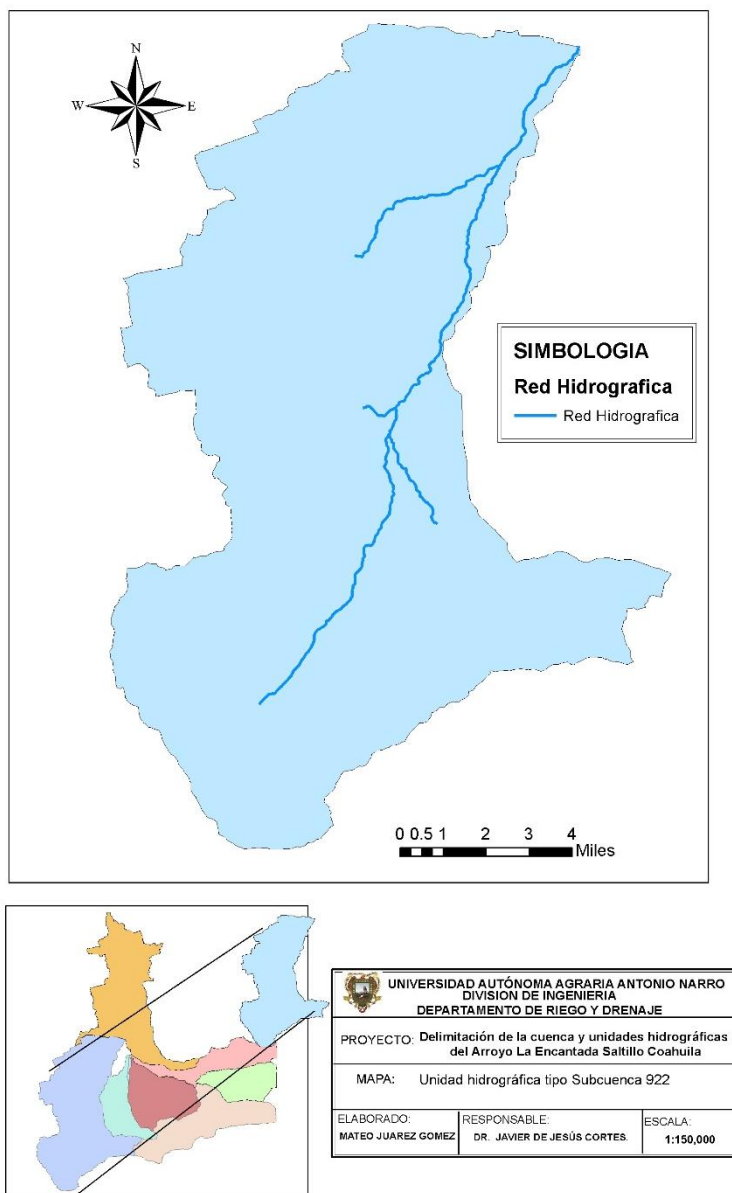 N
W E
S
SIMBOLOGIA
Red Hidrografica
Red Hidrografica
0 0.5 1 2 3 4
Miles
UNIVERSIDAD AUTÓNOMA AGRARIA ANTONIO NARRO
DIVISION DE INGENIERIA
DEPARTAMENTO DE RIEGO Y DRENAJE
PROYECTO: Delimitación de la cuenca y unidades hidrográficas
del Arroyo La Encantada Saltillo Coahuila
MAPA: Unidad hidrográfica tipo Subcuenca 922
ELABORADO:
MATEO JUAREZ GOMEZ
RESPONSABLE:
DR. JAVIER DE JESÚS CORTES.
ESCALA:
1:150,000